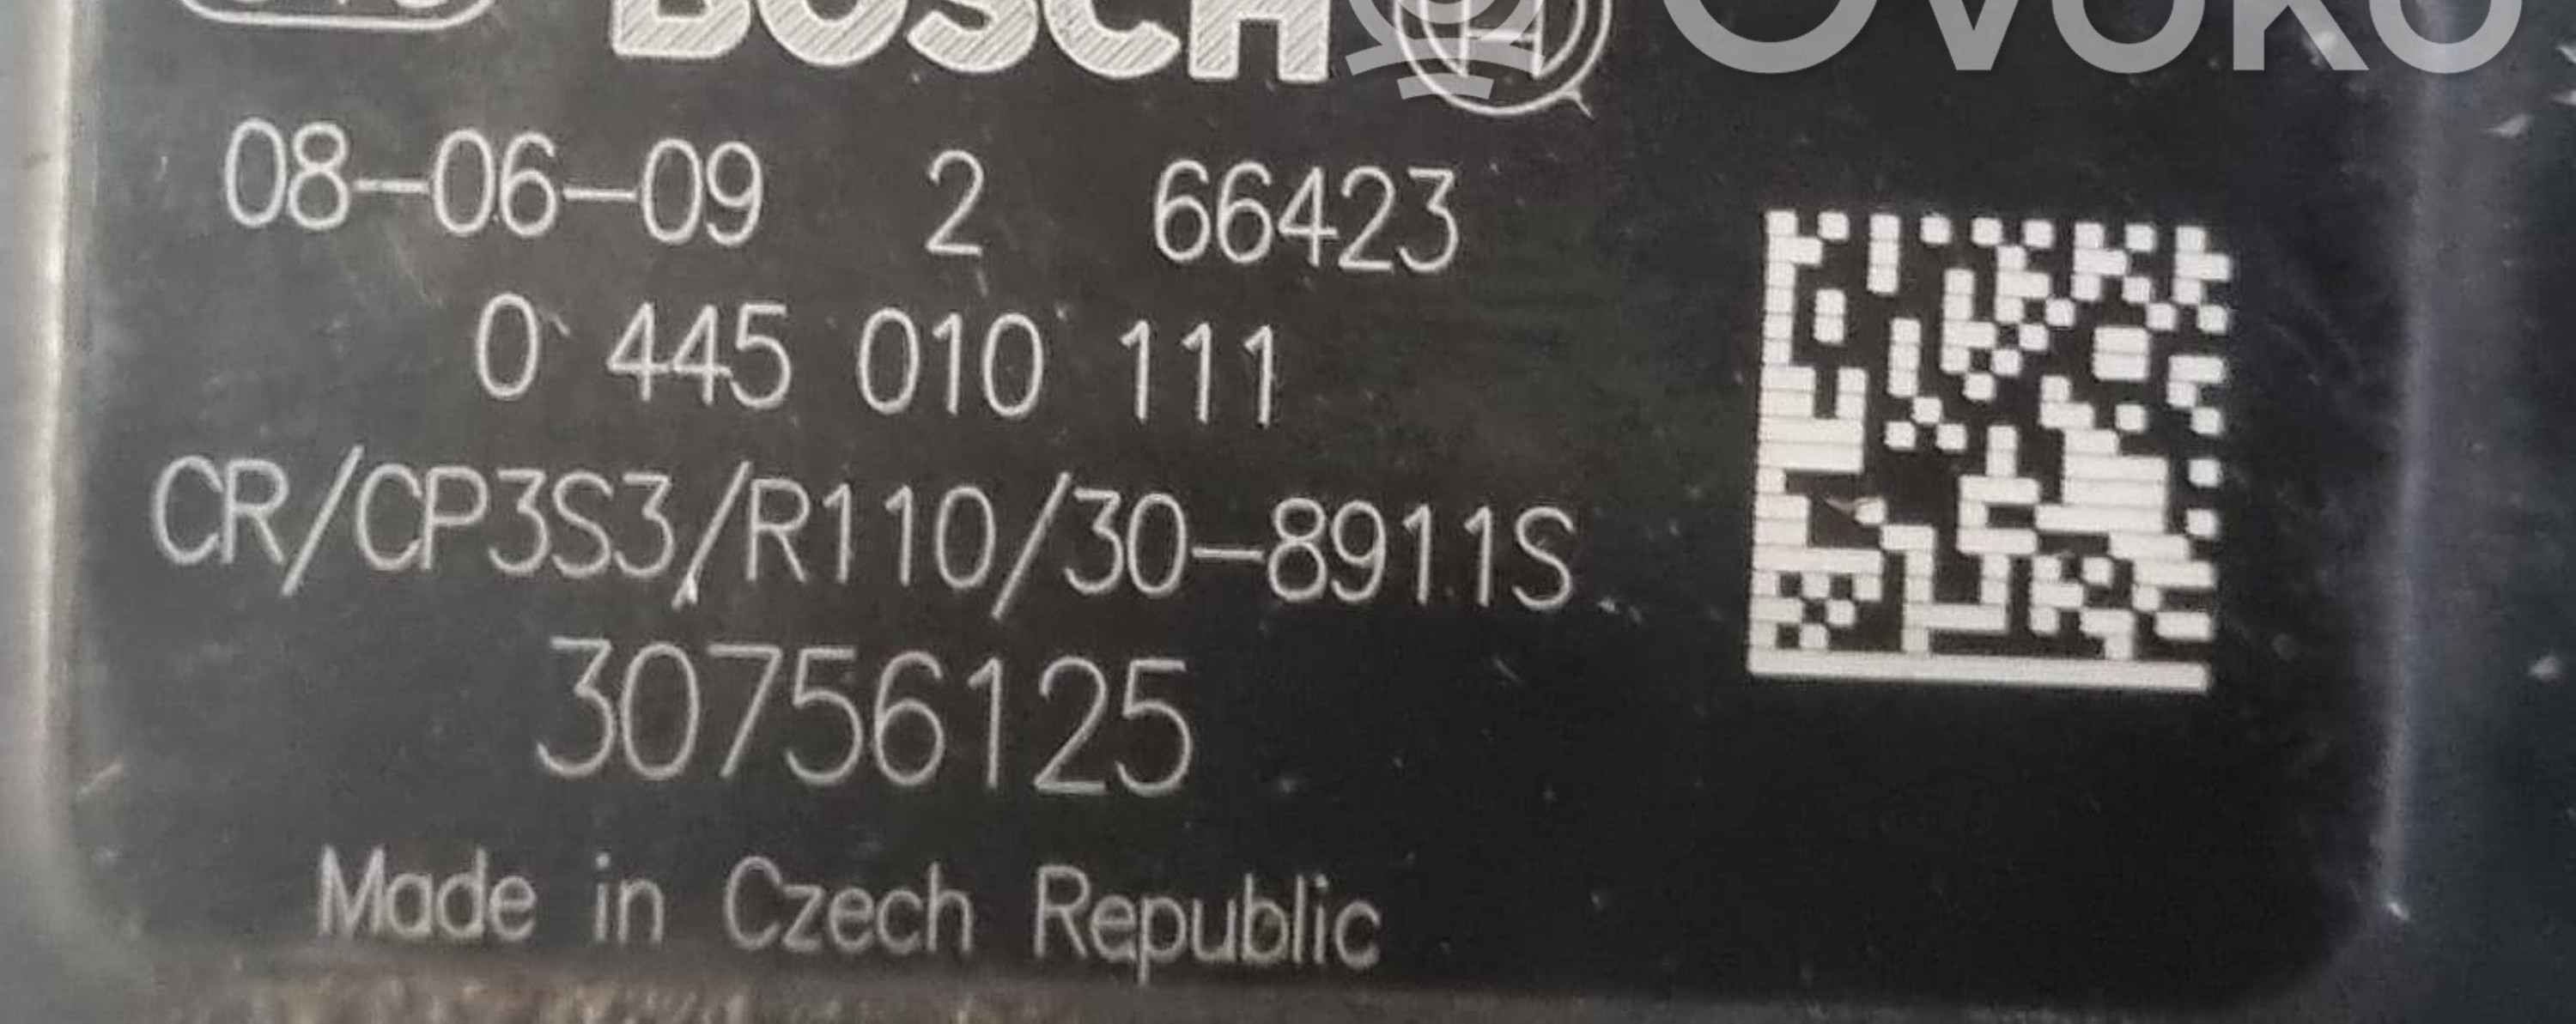 BOSCH
Ovoko
08-06-09 2 66423
0 445 010 111
CR/CP3S3/R110/30-8911S
30756125
Made in Czech Republic